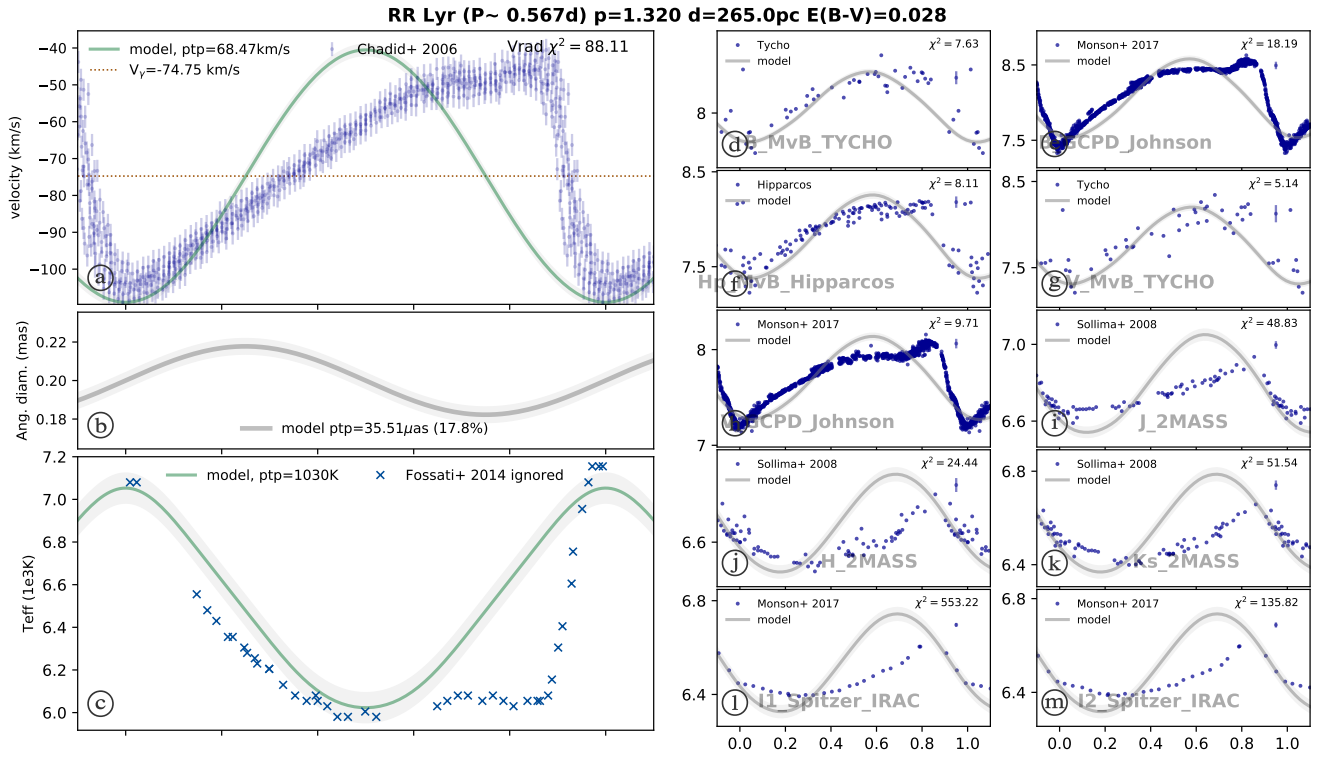 RR Lyr (P~ 0.567d) p=1.320 d=265.0pc E(B-V)=0.028
model, ptp=68.47km/s
Chadid+ 2006
Vrad χ² = 88.11
Vγ=-74.75 km/s
velocity (km/s)
−40
−50
−60
−70
−80
−90
−100
a
Ang. diam. (mas)
0.22
0.20
0.18
b
model ptp=35.51μas (17.8%)
Teff (1e3K)
7.2
7.0
6.8
6.6
6.4
6.2
6.0
model, ptp=1030K
Fossati+ 2014 ignored
c
Tycho
model
χ² = 7.63
8
d
B_MvB_TYCHO
Monson+ 2017
χ² = 18.19
8.5
7.5
GCPD_Johnson
Hipparcos
model
χ² = 8.11
8.5
7.5
f
Hp_MvB_Hipparcos
Tycho
model
χ² = 5.14
8.5
7.5
g
V_MvB_TYCHO
Monson+ 2017
model
χ² = 9.71
8
7
GCPD_Johnson
Sollima+ 2008
model
χ² = 48.83
7.0
6.6
i
J_2MASS
Sollima+ 2008
model
χ² = 24.44
6.6
j
H_2MASS
Sollima+ 2008
model
χ² = 51.54
6.8
6.4
k
Ks_2MASS
Monson+ 2017
model
χ² = 553.22
6.8
6.4
l
I1_Spitzer_IRAC
0.0 0.2 0.4 0.6 0.8 1.0
Monson+ 2017
model
χ² = 135.82
6.8
6.4
m
I2_Spitzer_IRAC
0.0 0.2 0.4 0.6 0.8 1.0